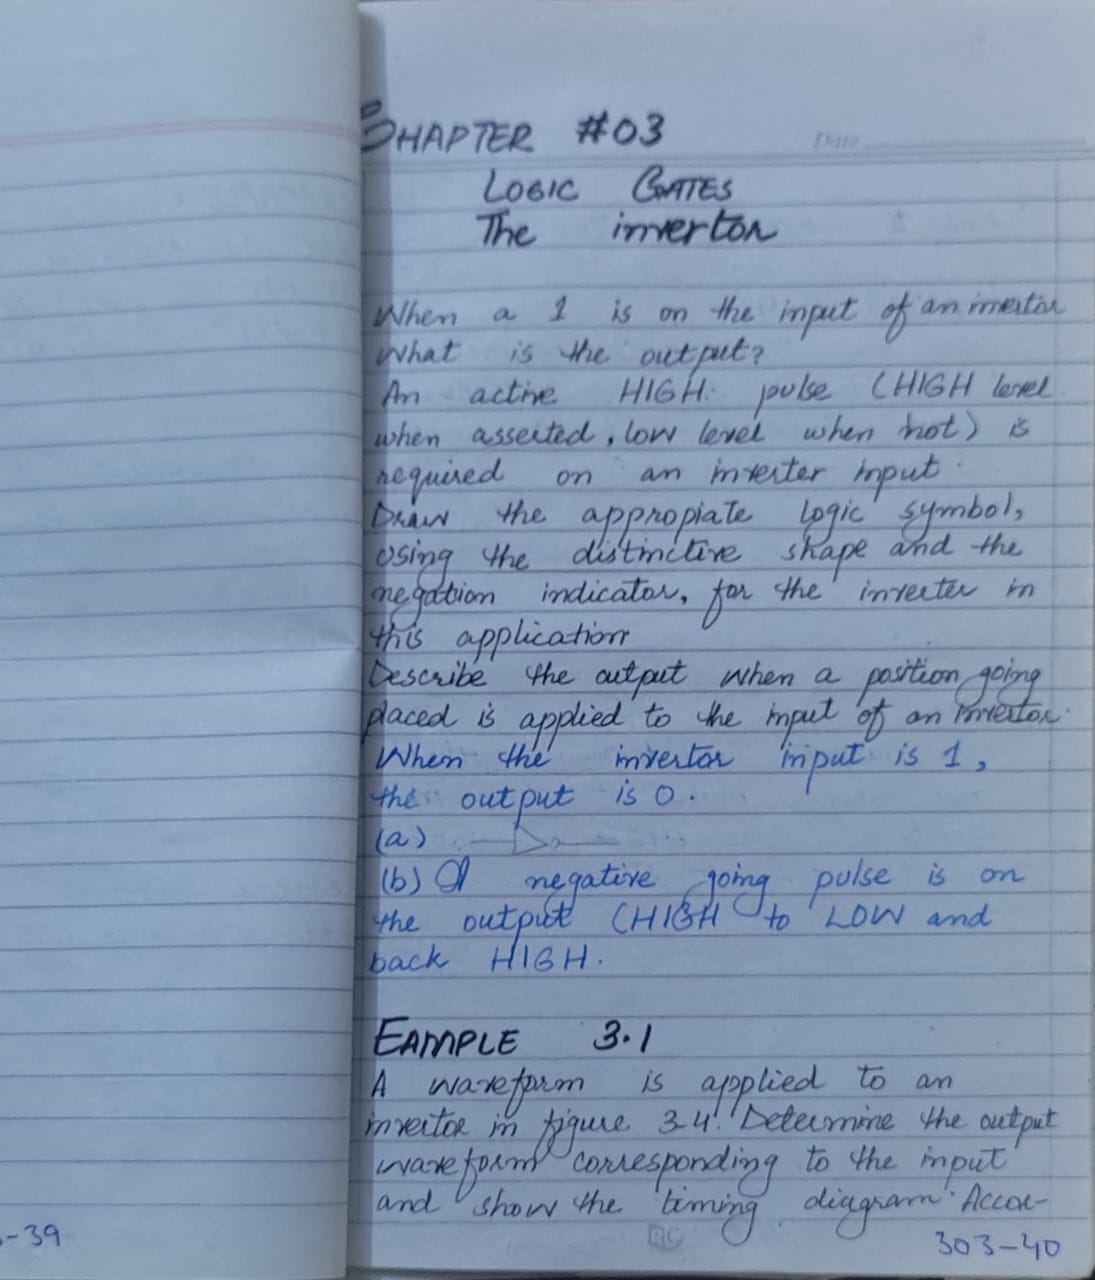 CHAPTER #03
Date
LOGIC GATES
The invertor
When a 1 is on the input of an invertor
What is the output?
An active HIGH pulse (HIGH level
when asserted, low level when not) is
required on an inverter input.
Draw the appropiate logic symbol,
using the distinctive shape and the
negation indicator, for the inverter in
this application
Describe the output when a position going
placed is applied to the input of an invertor.
When the invertor input is 1,
the output is 0.
(a)
(b) A negative going pulse is on
the output (HIGH to LOW and
back HIGH.
EAMPLE 3.1
A waveform is applied to an
invertor in figure 3-4. Determine the output
waveform corresponding to the input
and show the timing diagram. Accor-
-39
303-40